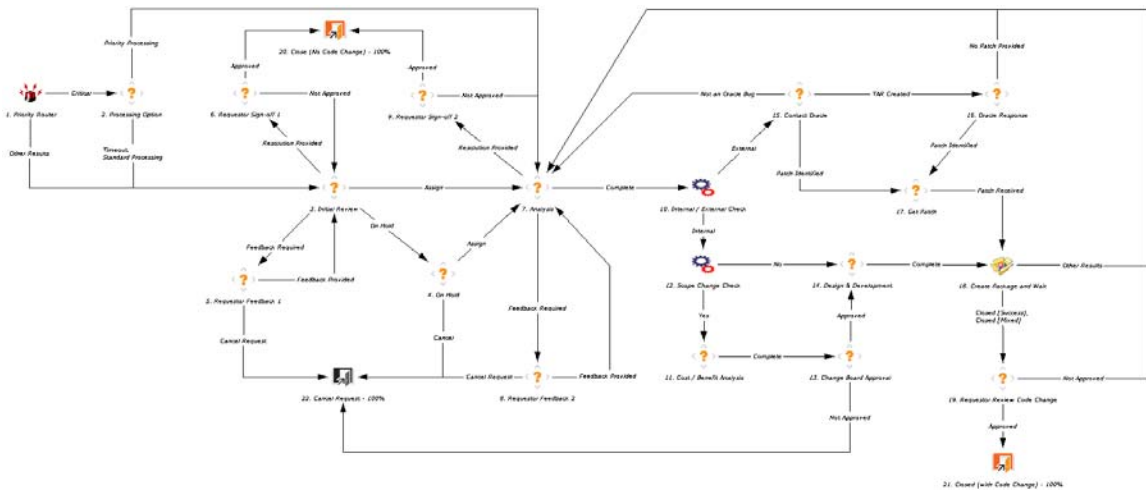 Priority Processing
20. Close (No Code Change) - 100%
No Patch Provided
Approved
Approved
Critical
Not Approved
Not Approved
Not an Oracle Bug
TAR Created
1. Priority Router
2. Processing Option
6. Requestor Sign-off 1
9. Requestor Sign-off 2
15. Contact Oracle
16. Oracle Response
Other Results
Timeout,
Standard Processing
Resolution Provided
Resolution Provided
External
Patch Identified
Patch Identified
Assign
Complete
Patch Received
3. Initial Review
7. Analysis
10. Internal / External Check
17. Get Patch
On Hold
Internal
Feedback Required
Assign
Feedback Provided
No
Complete
Other Results
5. Requestor Feedback 1
4. On Hold
12. Scope Change Check
14. Design & Development
18. Create Package and Wait
Feedback Required
Closed (Success),
Closed (Mixed)
Yes
Approved
Cancel Request
Cancel
Complete
Cancel Request
Feedback Provided
Not Approved
22. Cancel Request - 100%
8. Requestor Feedback 2
11. Cost / Benefit Analysis
13. Change Board Approval
19. Requestor Review Code Change
Not Approved
Approved
21. Closed (with Code Change) - 100%